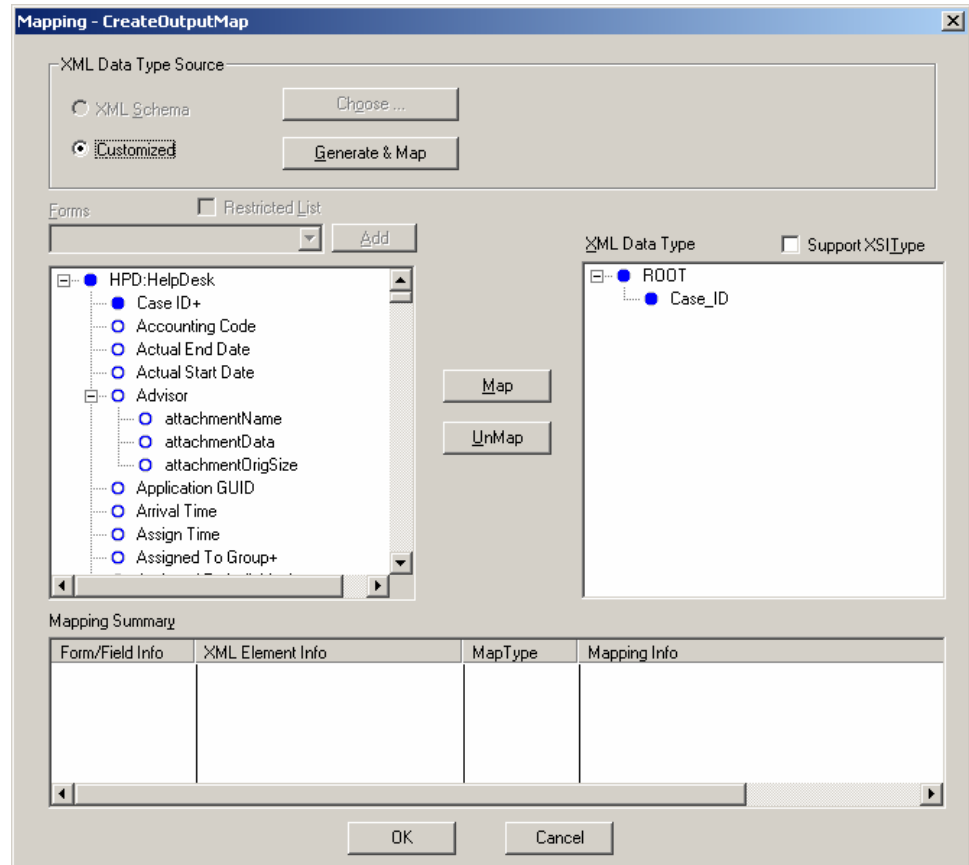 Mapping - CreateOutputMap
XML Data Type Source
XML Schema
Choose ...
Customized
Generate & Map
Forms
Restricted List
Add
XML Data Type
Support XSIType
HPD:HelpDesk
Case ID+
Accounting Code
Actual End Date
Actual Start Date
Advisor
attachmentName
attachmentData
attachmentOrigSize
Application GUID
Arrival Time
Assign Time
Assigned To Group+
Map
UnMap
ROOT
Case_ID
Mapping Summary
Form/Field Info XML Element Info MapType Mapping Info
OK
Cancel